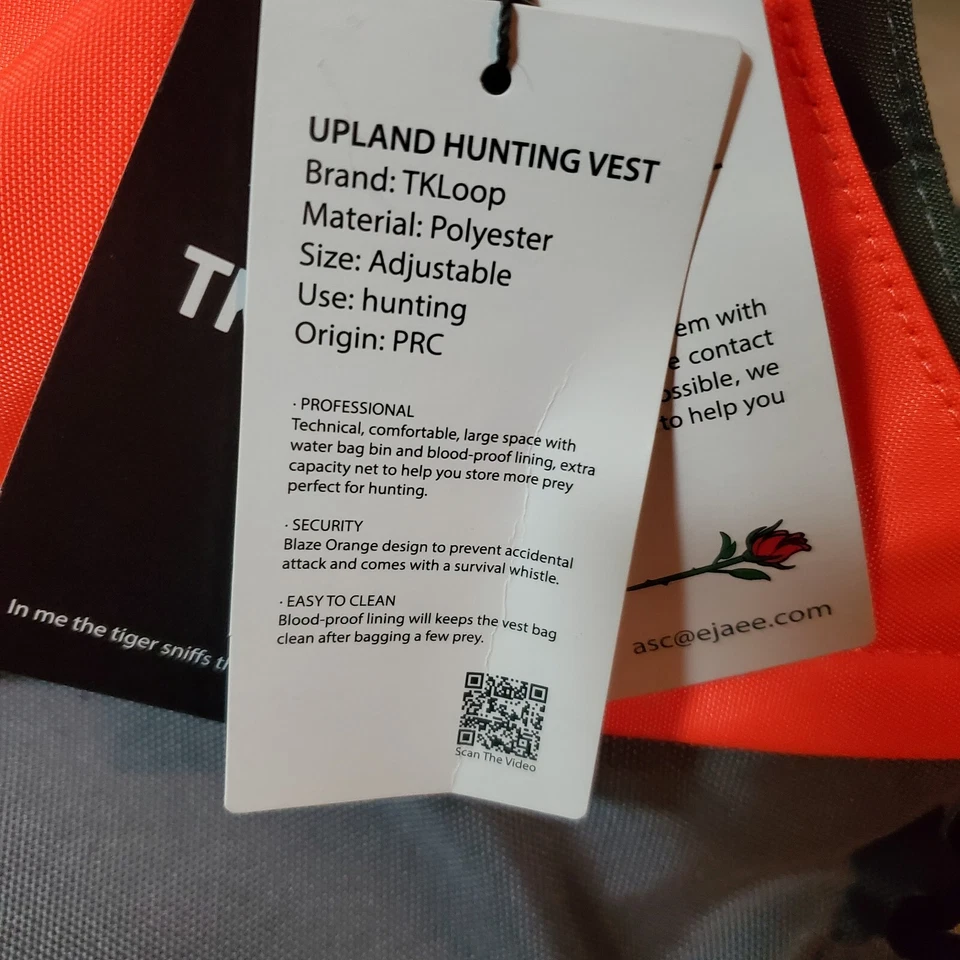 UPLAND HUNTING VEST
Brand: TKLoop
Material: Polyester
Size: Adjustable
Use: hunting
Origin: PRC
· PROFESSIONAL
Technical, comfortable, large space with
water bag bin and blood-proof lining, extra
capacity net to help you store more prey
perfect for hunting.
· SECURITY
Blaze Orange design to prevent accidental
attack and comes with a survival whistle.
· EASY TO CLEAN
Blood-proof lining will keeps the vest bag
clean after bagging a few prey.
Scan The Video
In me the tiger sniffs
with
contact
we
to help you
asc@ejaee.com